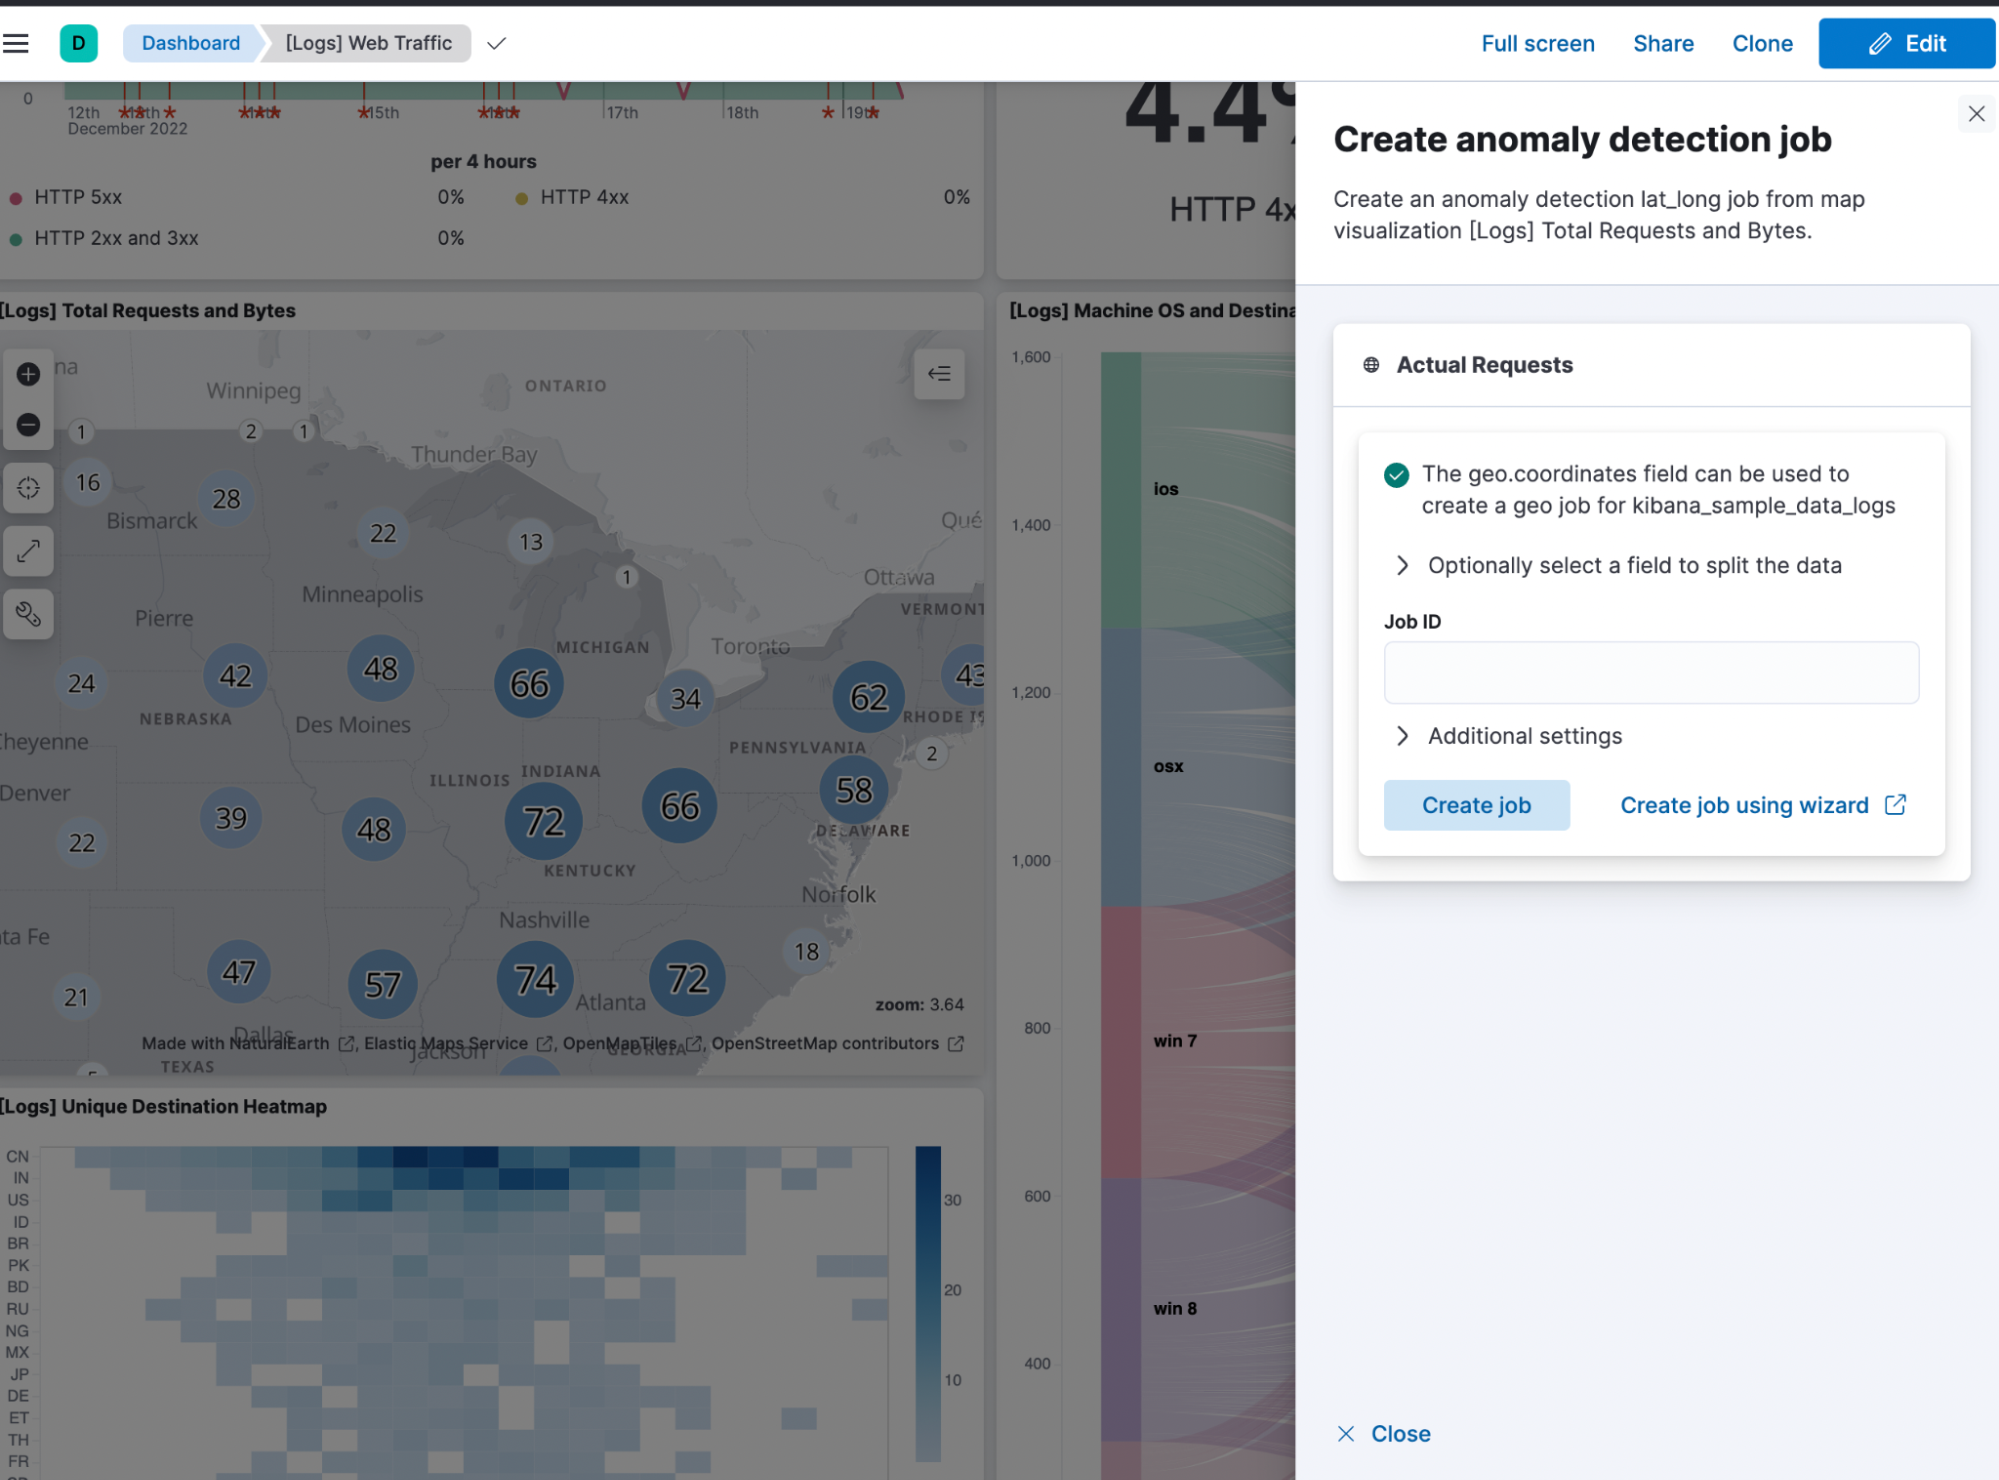 D Dashboard [Logs] Web Traffic Full screen Share Clone Edit
0
12th 13th 14th 15th 16th 17th 18th 19th
December 2022
per 4 hours
HTTP 5xx 0% HTTP 4xx 0%
HTTP 2xx and 3xx 0%
4.4%
HTTP 4x
[Logs] Total Requests and Bytes
na
Winnipeg
ONTARIO
1 2 1
Thunder Bay
16 28
Bismarck
22 13
Qué
1
Ottawa
Minneapolis
VERMONT
Pierre
MICHIGAN
Toronto
24 42 48 66 34 62 43
NEBRASKA
Des Moines
RHODE IS
Cheyenne
PENNSYLVANIA
2
ILLINOIS
INDIANA
Denver
39 48 72 66 58
22
DELAWARE
KENTUCKY
Norfolk
Nashville
ta Fe
18
47 57 74 72
21
Atlanta
zoom: 3.64
Dallas
Made with NaturalEarth , Elastic Maps Service , OpenMapTiles , OpenStreetMap contributors
Jackson
GEORGIA
TEXAS
5
[Logs] Machine OS and Destina
1,600
ios
1,400
1,200
osx
1,000
800
win 7
600
win 8
400
[Logs] Unique Destination Heatmap
CN
IN
US
ID
BR
PK
BD
RU
NG
MX
JP
DE
ET
TH
FR
30
20
10
Create anomaly detection job
Create an anomaly detection lat_long job from map
visualization [Logs] Total Requests and Bytes.
Actual Requests
The geo.coordinates field can be used to
create a geo job for kibana_sample_data_logs
Optionally select a field to split the data
Job ID
Additional settings
Create job Create job using wizard
Close